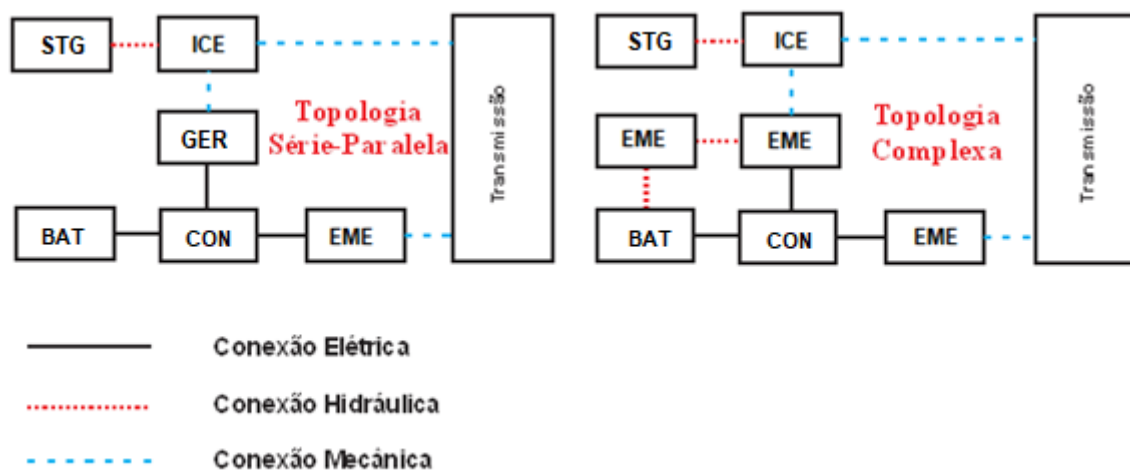 STG
ICE
Topologia
Série-Paralela
GER
BAT
CON
EME
Transmissão
STG
ICE
Topologia
Complexa
EME
EME
BAT
CON
EME
Transmissão
Conexão Elétrica
Conexão Hidráulica
Conexão Mecánica